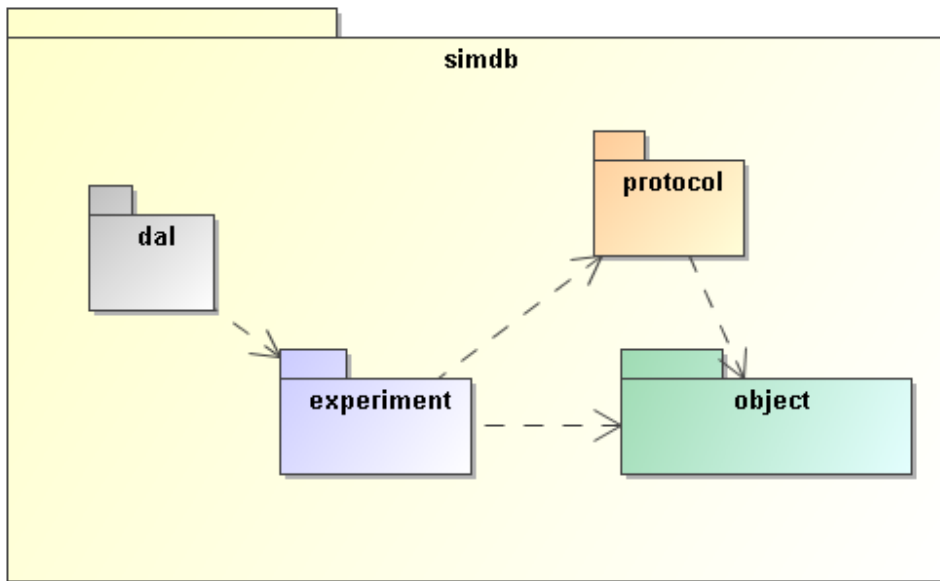 simdb
protocol
dal
experiment
object